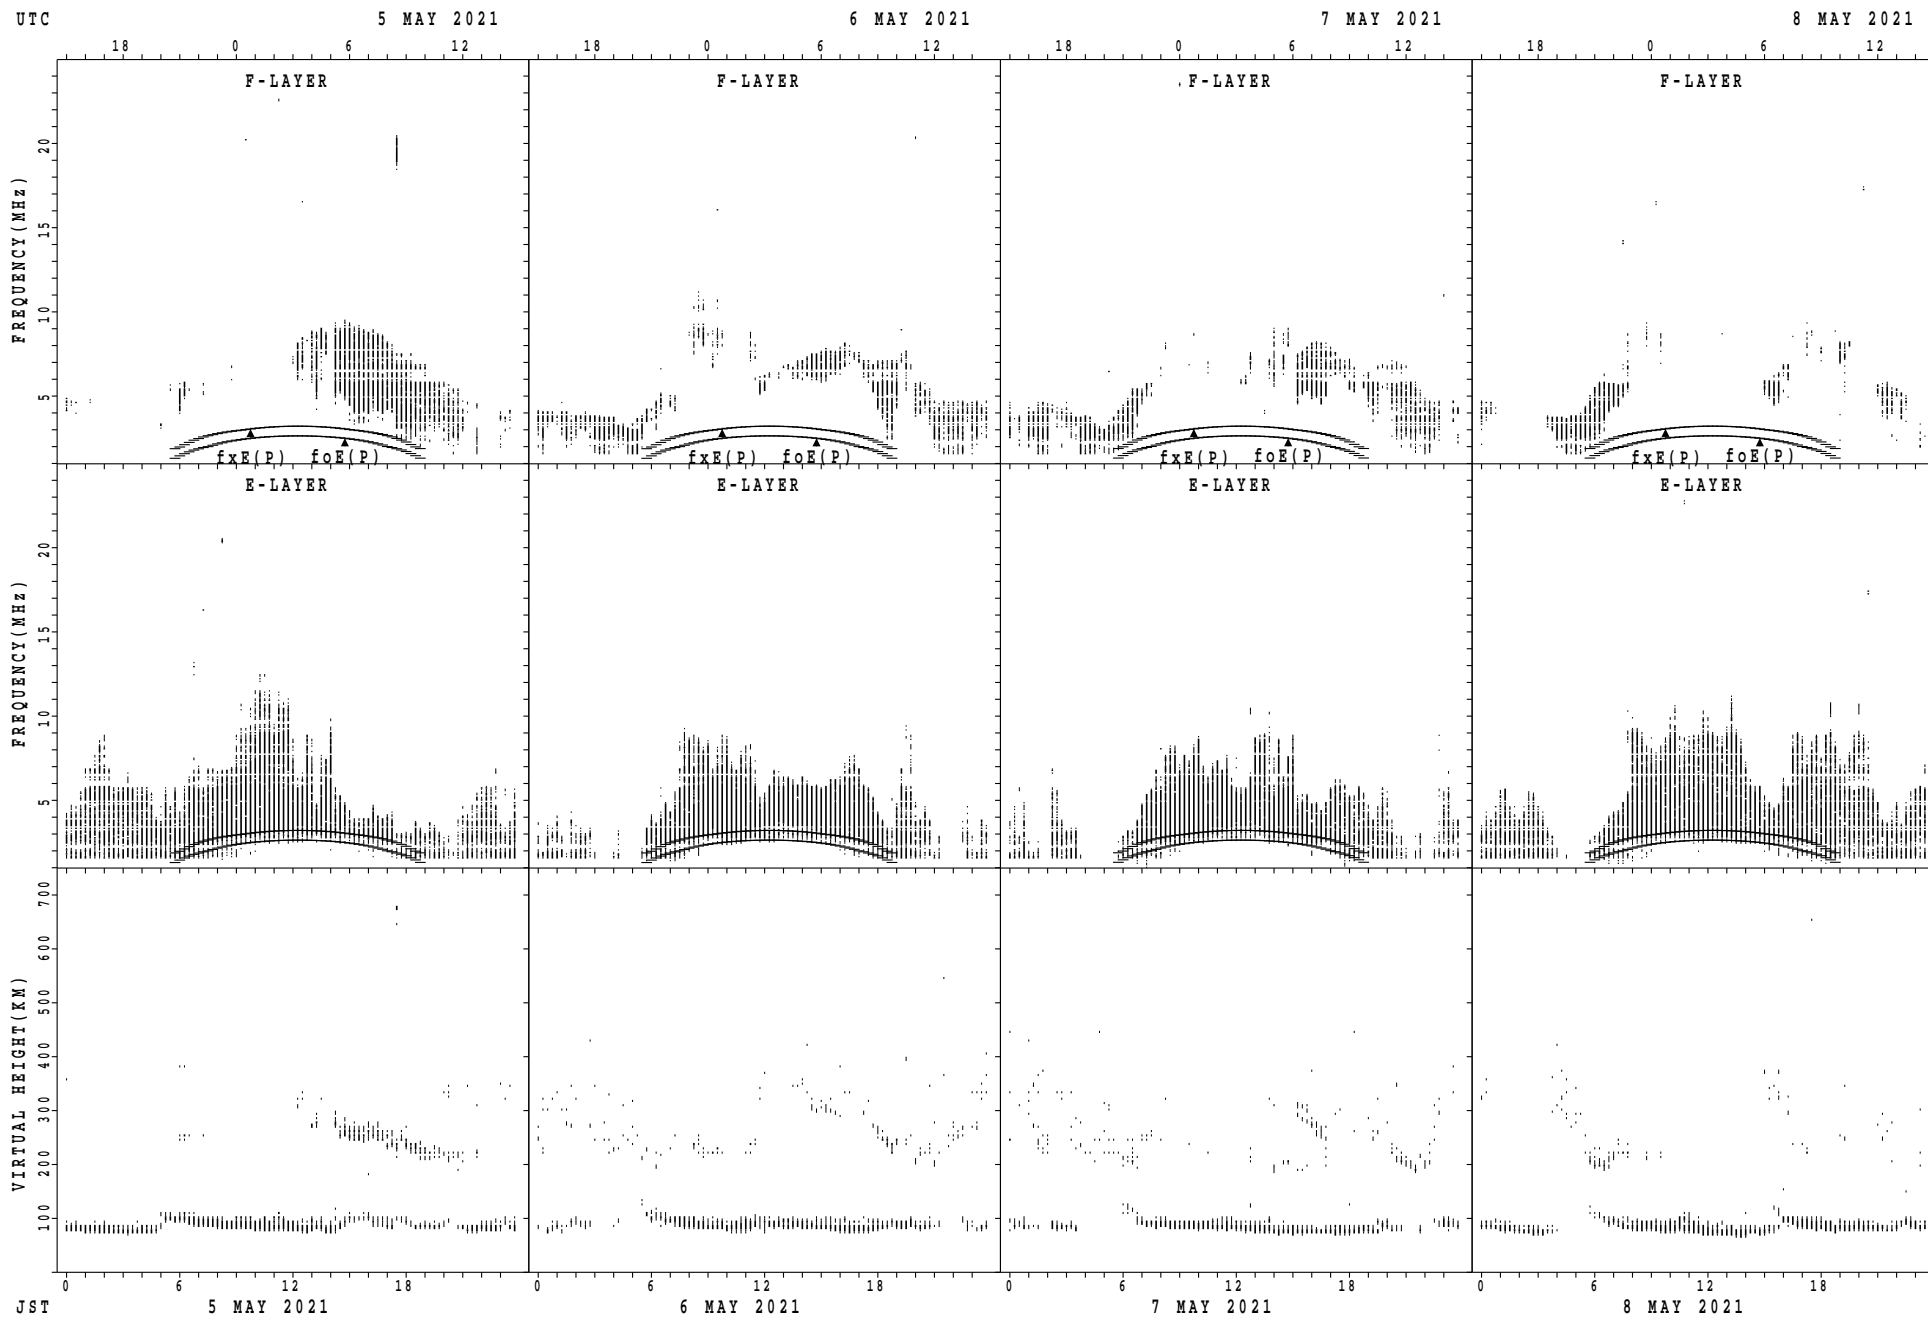 UTC 5 MAY 2021 6 MAY 2021 7 MAY 2021 8 MAY 2021
18 0 6 12 18 0 6 12 18 0 6 12 18 0 6 12
F-LAYER F-LAYER F-LAYER F-LAYER
FREQUENCY(MHz)
20
15
10
5
fxE(P) foE(P) fxE(P) foE(P) fxE(P) foE(P) fxE(P) foE(P)
E-LAYER E-LAYER E-LAYER E-LAYER
FREQUENCY(MHz)
20
15
10
5
VIRTUAL HEIGHT(KM)
700
600
500
400
300
200
100
0 6 12 18 0 6 12 18 0 6 12 18 0 6 12 18
JST 5 MAY 2021 6 MAY 2021 7 MAY 2021 8 MAY 2021